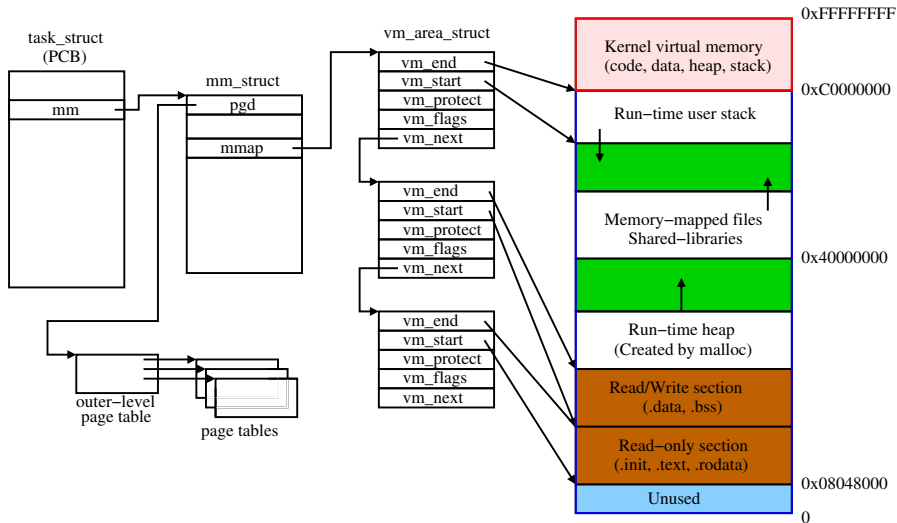 task_struct
(PCB)
mm
mm_struct
pgd
mmap
outer−level
page table
page tables
vm_area_struct
vm_end
vm_start
vm_protect
vm_flags
vm_next
vm_end
vm_start
vm_protect
vm_flags
vm_next
vm_end
vm_start
vm_protect
vm_flags
vm_next
0xFFFFFFFF
Kernel virtual memory
(code, data, heap, stack)
0xC0000000
Run−time user stack
Memory−mapped files
Shared−libraries
0x40000000
Run−time heap
(Created by malloc)
Read/Write section
(.data, .bss)
Read−only section
(.init, .text, .rodata)
0x08048000
Unused
0